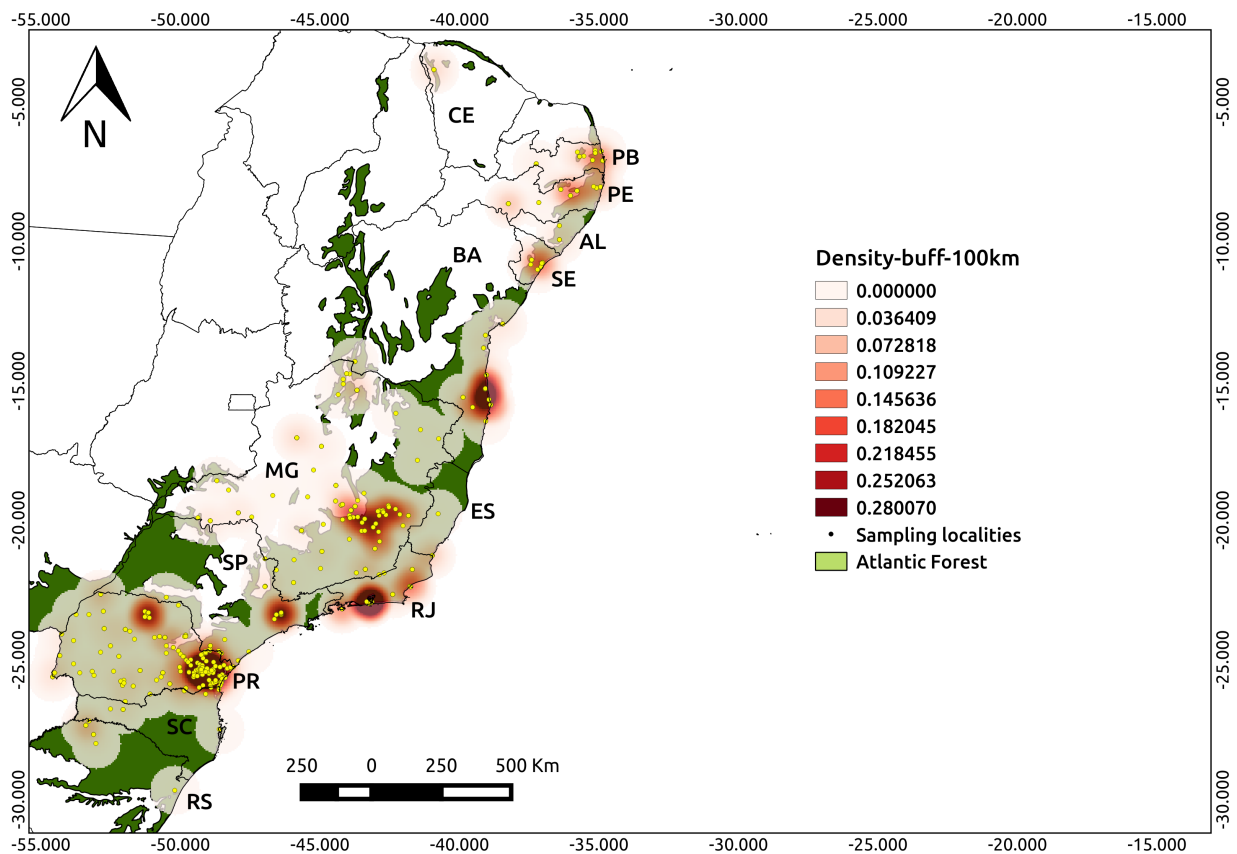 -55.000 -50.000 -45.000 -40.000 -35.000 -30.000 -25.000 -20.000 -15.000
-5.000 -5.000
N
CE
PB
PE
-10.000 -10.000
AL
BA
SE
Density-buff-100km
0.000000
0.036409
0.072818
0.109227
0.145636
0.182045
0.218455
0.252063
0.280070
Sampling localities
Atlantic Forest
-15.000 -15.000
MG
ES
-20.000 -20.000
SP
RJ
-25.000 -25.000
PR
SC
250 0 250 500 Km
RS
-30.000 -30.000
-55.000 -50.000 -45.000 -40.000 -35.000 -30.000 -25.000 -20.000 -15.000